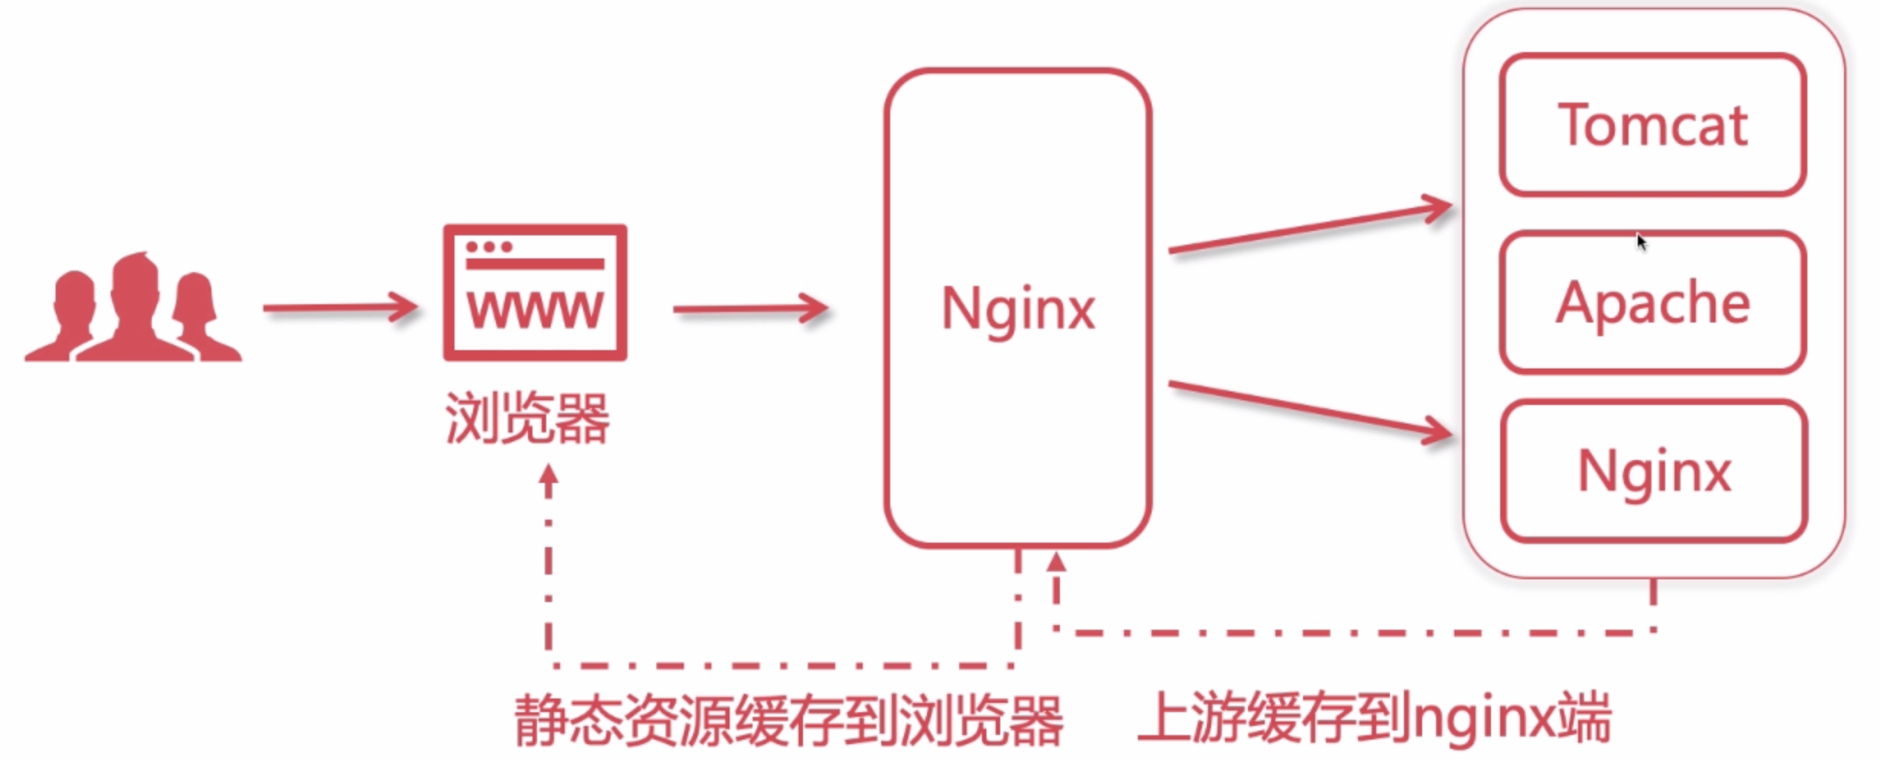 Tomcat
Apache
Nginx
Nginx
WWW
浏览器
静态资源缓存到浏览器
上游缓存到nginx端